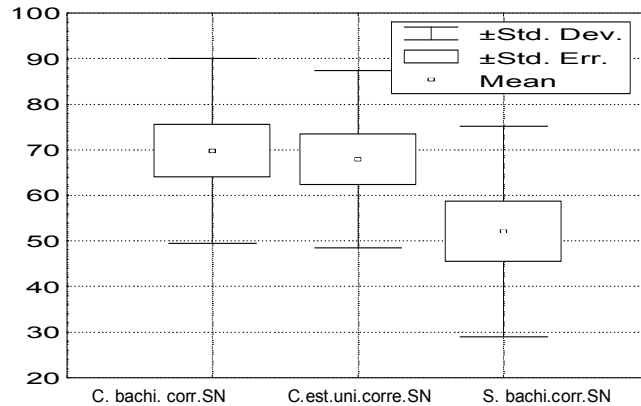 100
90
80
70
60
50
40
30
20
±Std. Dev.
±Std. Err.
Mean
C. bachi. corr.SN C.est.uni.corre.SN S. bachi.corr.SN